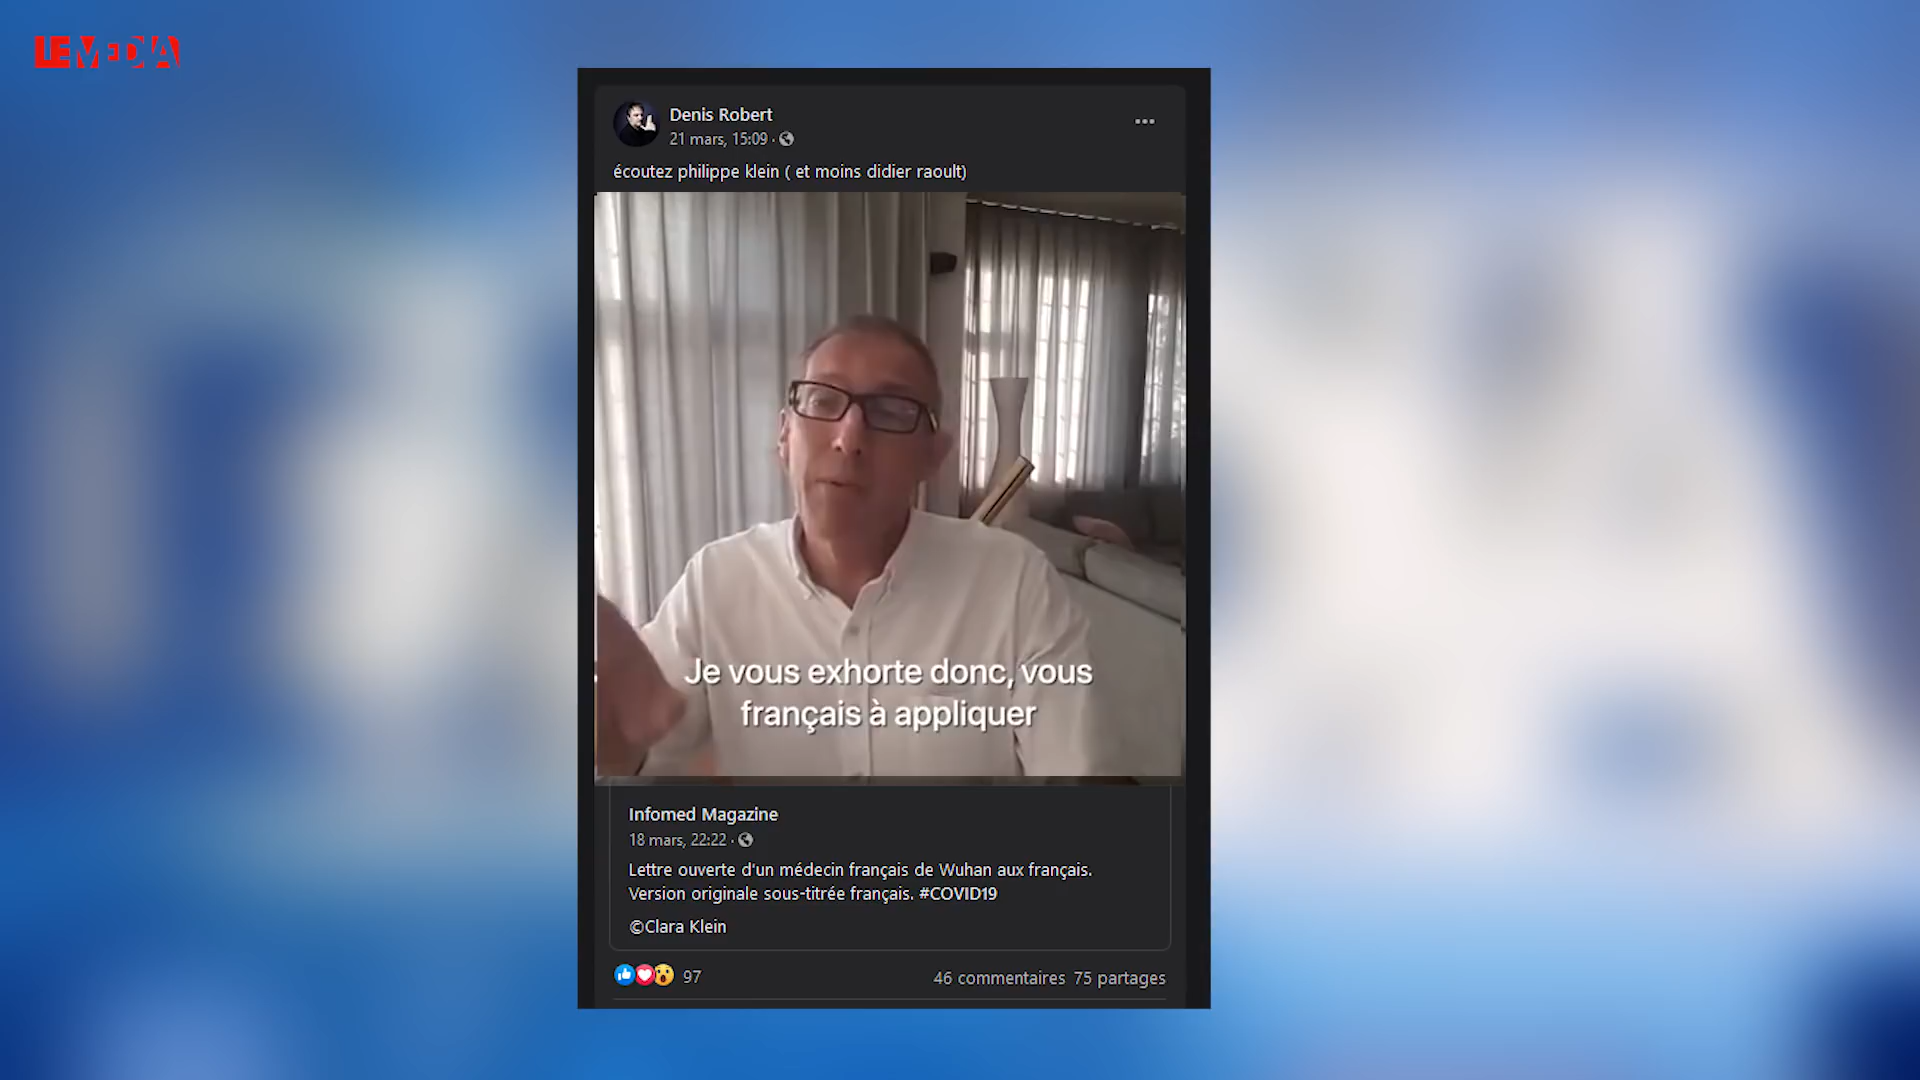 LEMEDIA
Denis Robert
21 mars, 15:09 ·
écoutez philippe klein ( et moins didier raoult)
Je vous exhorte donc, vous
français à appliquer
Infomed Magazine
18 mars, 22:22 ·
Lettre ouverte d'un médecin français de Wuhan aux français.
Version originale sous-titrée français. #COVID19
©Clara Klein
97
46 commentaires 75 partages